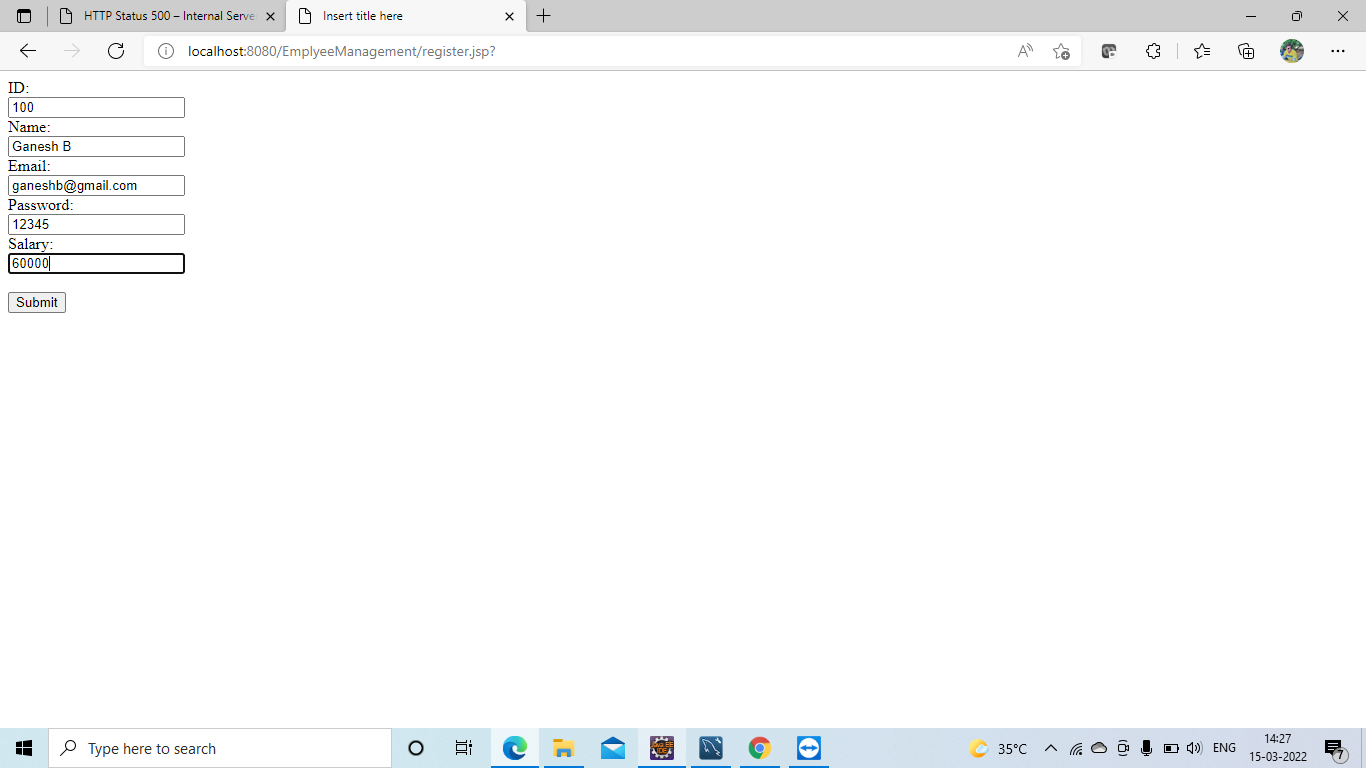 HTTP Status 500 – Internal Serve
Insert title here
localhost:8080/EmplyeeManagement/register.jsp?
ID:
100
Name:
Ganesh B
Email:
ganeshb@gmail.com
Password:
12345
Salary:
60000
Submit
Type here to search
35°C
ENG
14:27
15-03-2022
7